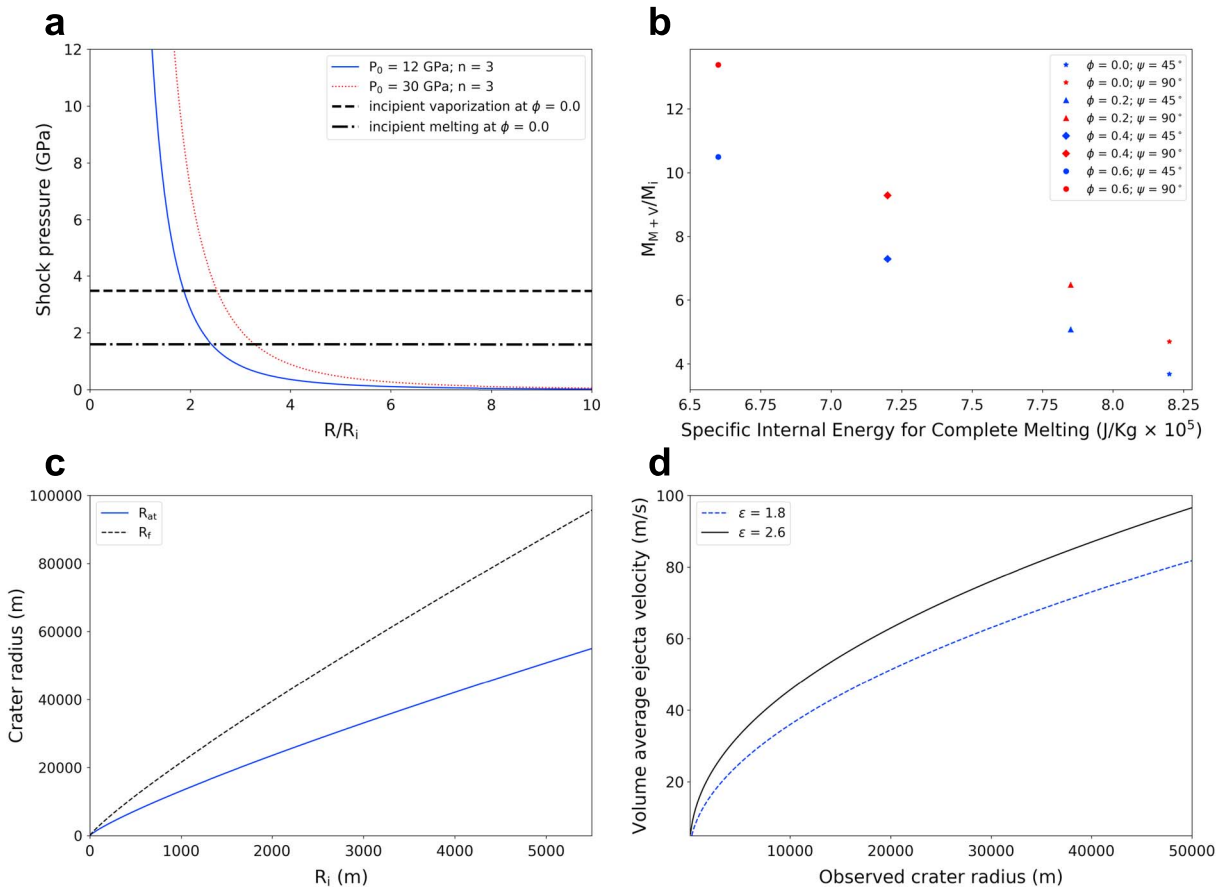 a
12
10
8
6
4
2
0
0 2 4 6 8 10
Shock pressure (GPa)
R/Rᵢ
P₀ = 12 GPa; n = 3
P₀ = 30 GPa; n = 3
incipient vaporization at ϕ = 0.0
incipient melting at ϕ = 0.0
b
12
10
8
6
4
6.5 6.75 7.0 7.25 7.5 7.75 8.0 8.25
M_M + V/Mᵢ
Specific Internal Energy for Complete Melting (J/Kg × 10⁵)
ϕ = 0.0; ψ = 45°
ϕ = 0.0; ψ = 90°
ϕ = 0.2; ψ = 45°
ϕ = 0.2; ψ = 90°
ϕ = 0.4; ψ = 45°
ϕ = 0.4; ψ = 90°
ϕ = 0.6; ψ = 45°
ϕ = 0.6; ψ = 90°
c
100000
80000
60000
40000
20000
0
0 1000 2000 3000 4000 5000
Crater radius (m)
Rᵢ (m)
R_at
R_f
d
100
80
60
40
20
10000 20000 30000 40000 50000
Volume average ejecta velocity (m/s)
Observed crater radius (m)
ε = 1.8
ε = 2.6